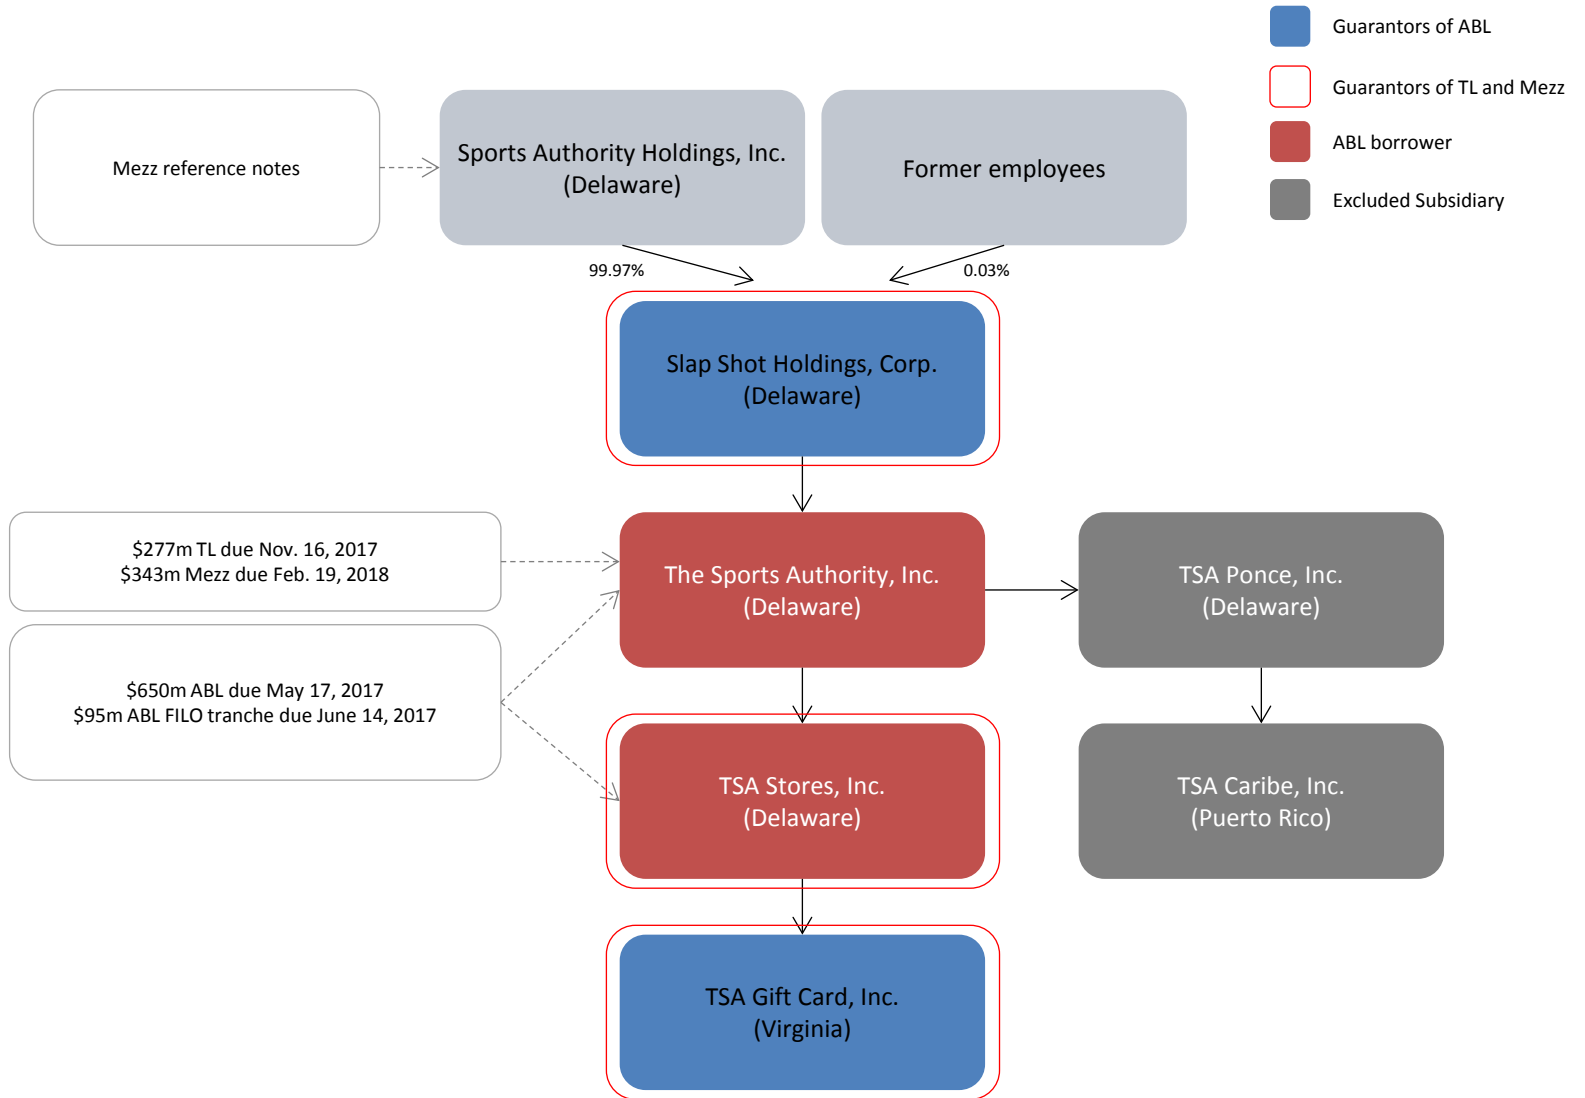 Guarantors of ABL
Guarantors of TL and Mezz
ABL borrower
Excluded Subsidiary
Mezz reference notes
Sports Authority Holdings, Inc.
(Delaware)
Former employees
99.97%
0.03%
Slap Shot Holdings, Corp.
(Delaware)
$277m TL due Nov. 16, 2017
$343m Mezz due Feb. 19, 2018
The Sports Authority, Inc.
(Delaware)
TSA Ponce, Inc.
(Delaware)
$650m ABL due May 17, 2017
$95m ABL FILO tranche due June 14, 2017
TSA Stores, Inc.
(Delaware)
TSA Caribe, Inc.
(Puerto Rico)
TSA Gift Card, Inc.
(Virginia)